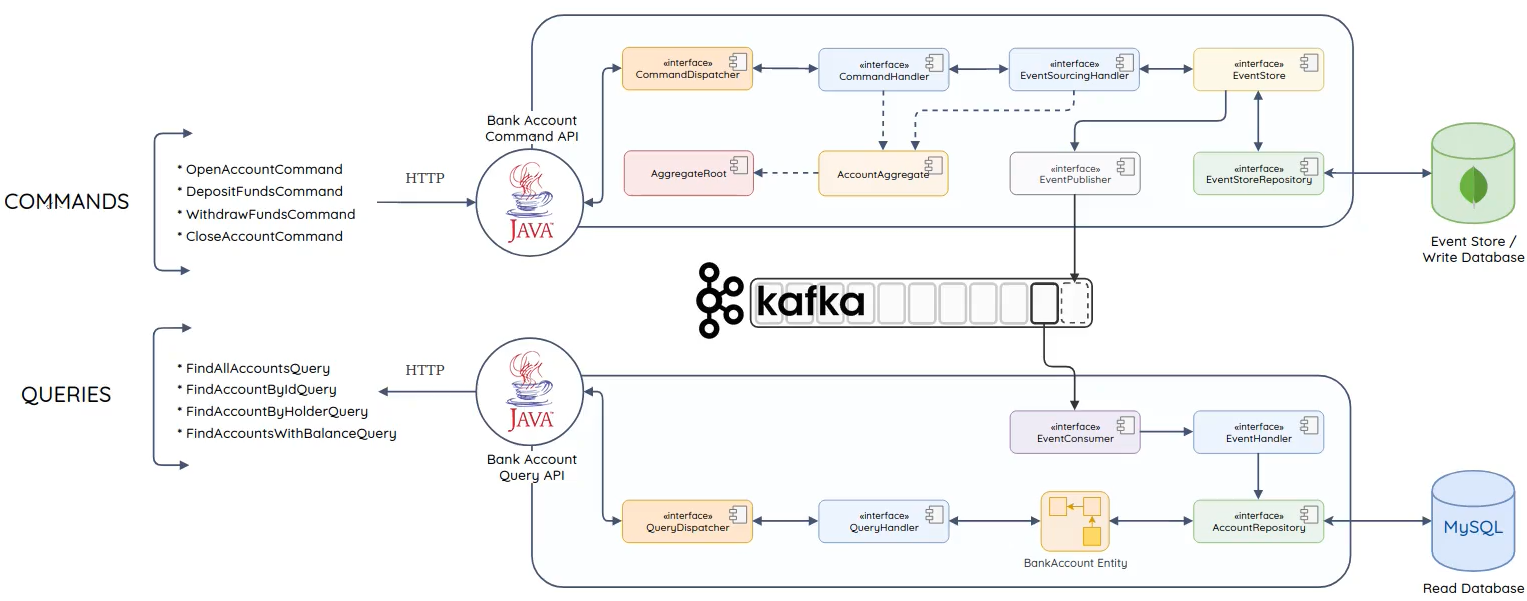 Bank Account
Command API
COMMANDS
* OpenAccountCommand
* DepositFundsCommand
* WithdrawFundsCommand
* CloseAccountCommand
HTTP
JAVA™
«interface»
CommandDispatcher
«interface»
CommandHandler
«interface»
EventSourcingHandler
«interface»
EventStore
AggregateRoot
AccountAggregate
«interface»
EventPublisher
«interface»
EventStoreRepository
Event Store /
Write Database
kafka
QUERIES
* FindAllAccountsQuery
* FindAccountByIdQuery
* FindAccountByHolderQuery
* FindAccountsWithBalanceQuery
HTTP
JAVA™
Bank Account
Query API
«interface»
EventConsumer
«interface»
EventHandler
«interface»
QueryDispatcher
«interface»
QueryHandler
BankAccount Entity
«interface»
AccountRepository
MySQL
Read Database